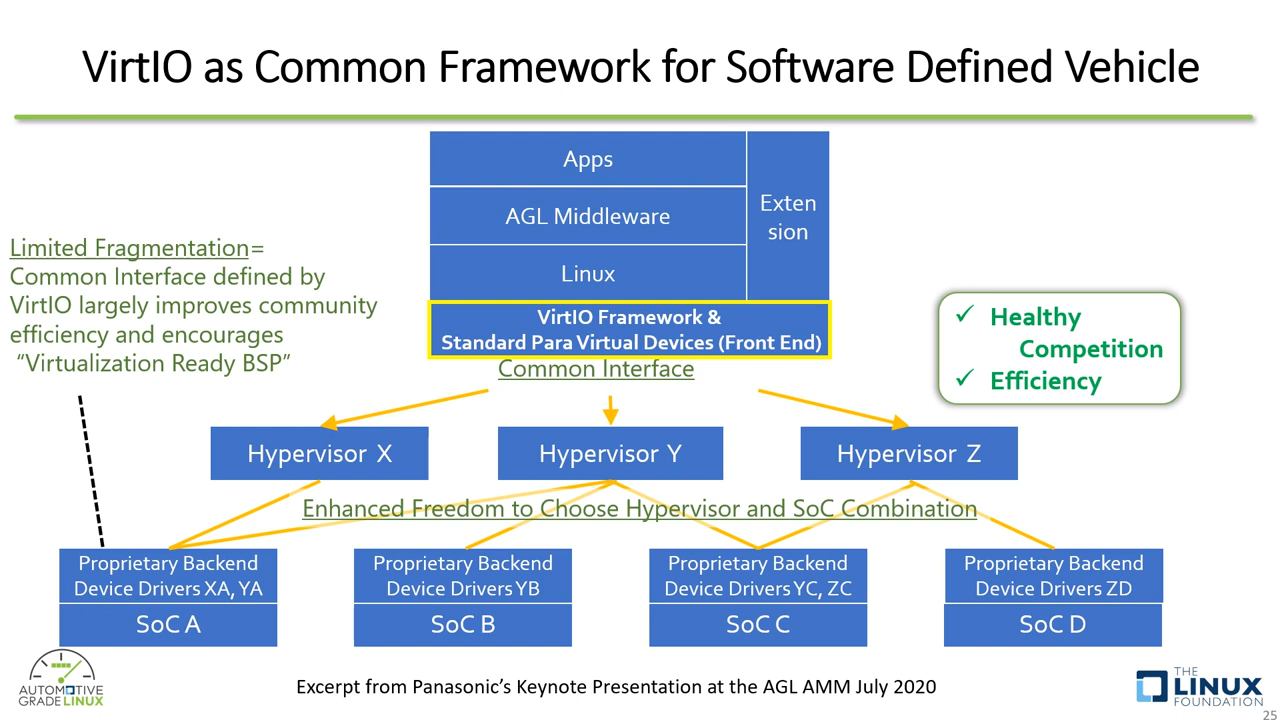 VirtIO as Common Framework for Software Defined Vehicle
Apps
AGL Middleware
Linux
Exten
sion
VirtIO Framework &
Standard Para Virtual Devices (Front End)
Common Interface
Limited Fragmentation=
Common Interface defined by
VirtIO largely improves community
efficiency and encourages
“Virtualization Ready BSP”
✓ Healthy
Competition
✓ Efficiency
Hypervisor X
Hypervisor Y
Hypervisor Z
Enhanced Freedom to Choose Hypervisor and SoC Combination
Proprietary Backend
Device Drivers XA, YA
SoC A
Proprietary Backend
Device Drivers YB
SoC B
Proprietary Backend
Device Drivers YC, ZC
SoC C
Proprietary Backend
Device Drivers ZD
SoC D
AUTOMOTIVE
GRADELINUX
Excerpt from Panasonic’s Keynote Presentation at the AGL AMM July 2020
THE
LINUX
FOUNDATION
25